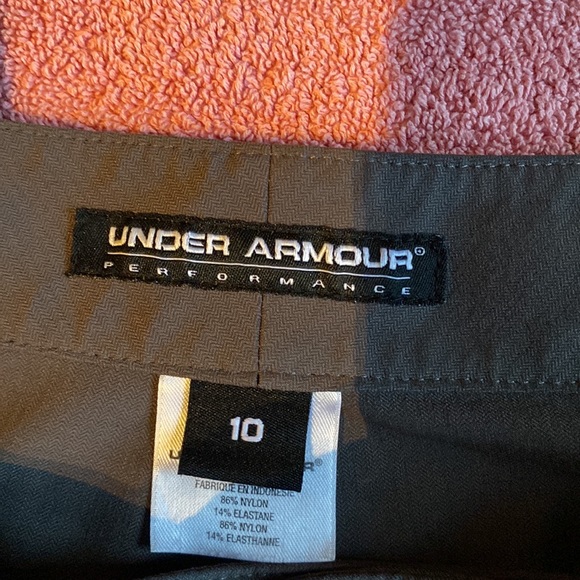 UNDER ARMOUR®
PERFORMANCE
10
FABRIQUE EN INDONESIE
86% NYLON
14% ELASTANE
86% NYLON
14% ELASTHANNE